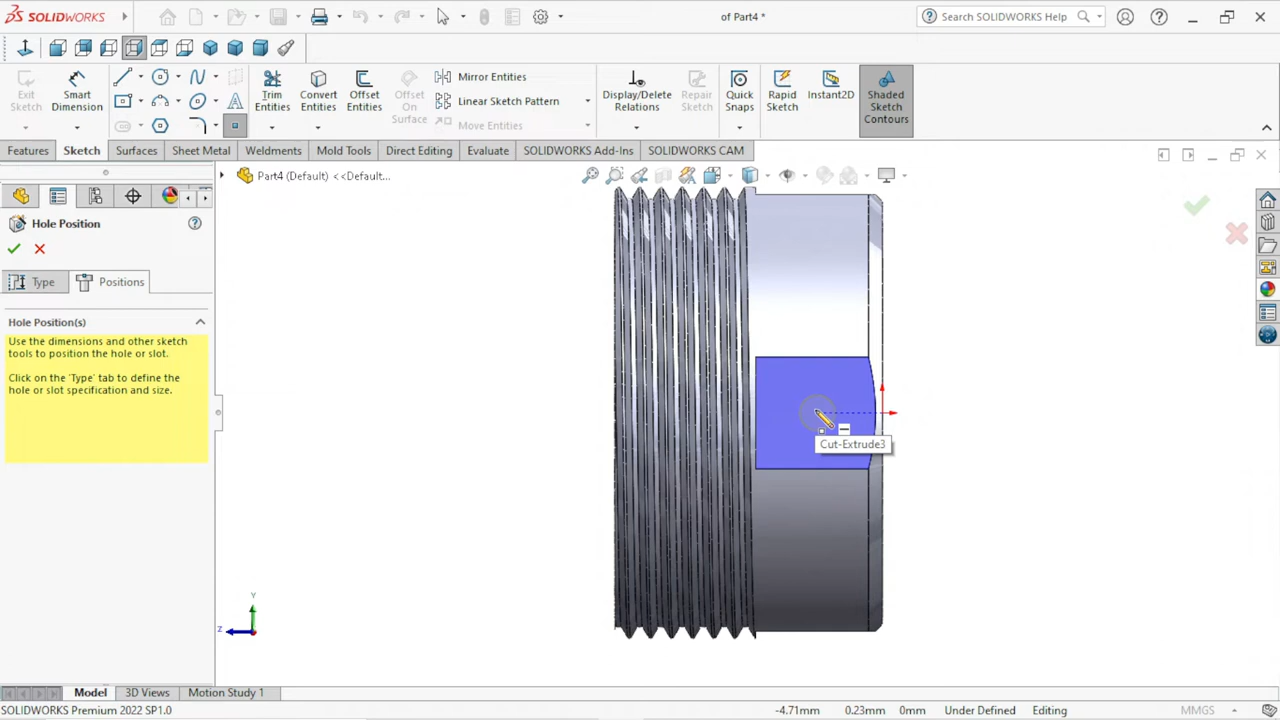 SOLIDWORKS
of Part4 *
Search SOLIDWORKS Help
Exit Sketch
Smart Dimension
Trim Entities
Convert Entities
Offset Entities
Offset On Surface
Mirror Entities
Linear Sketch Pattern
Move Entities
Display/Delete Relations
Repair Sketch
Quick Snaps
Rapid Sketch
Instant2D
Shaded Sketch Contours
Features
Sketch
Surfaces
Sheet Metal
Weldments
Mold Tools
Direct Editing
Evaluate
SOLIDWORKS Add-Ins
SOLIDWORKS CAM
Part4 (Default) <<Default...
Hole Position
Type
Positions
Hole Position(s)
Use the dimensions and other sketch
tools to position the hole or slot.
Click on the 'Type' tab to define the
hole or slot specification and size.
Cut-Extrude3
Y
Z
Model
3D Views
Motion Study 1
SOLIDWORKS Premium 2022 SP1.0
-4.71mm
0.23mm
0mm
Under Defined
Editing
MMGS